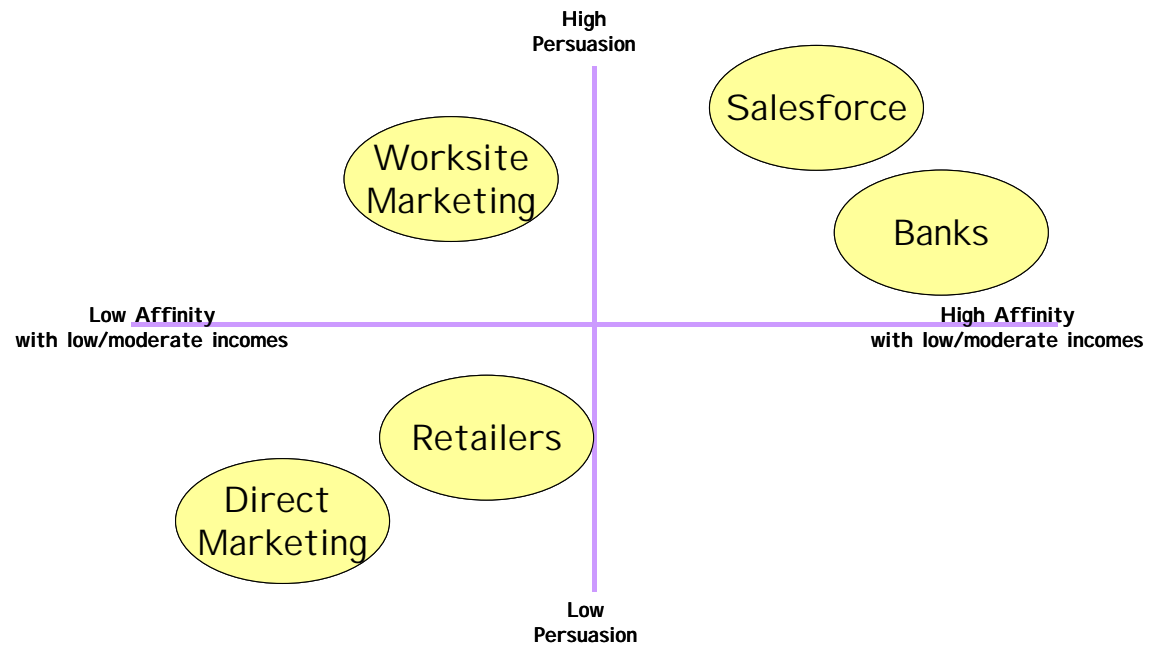 High
Persuasion
Salesforce
Worksite
Marketing
Banks
Low Affinity
with low/moderate incomes
High Affinity
with low/moderate incomes
Retailers
Direct
Marketing
Low
Persuasion